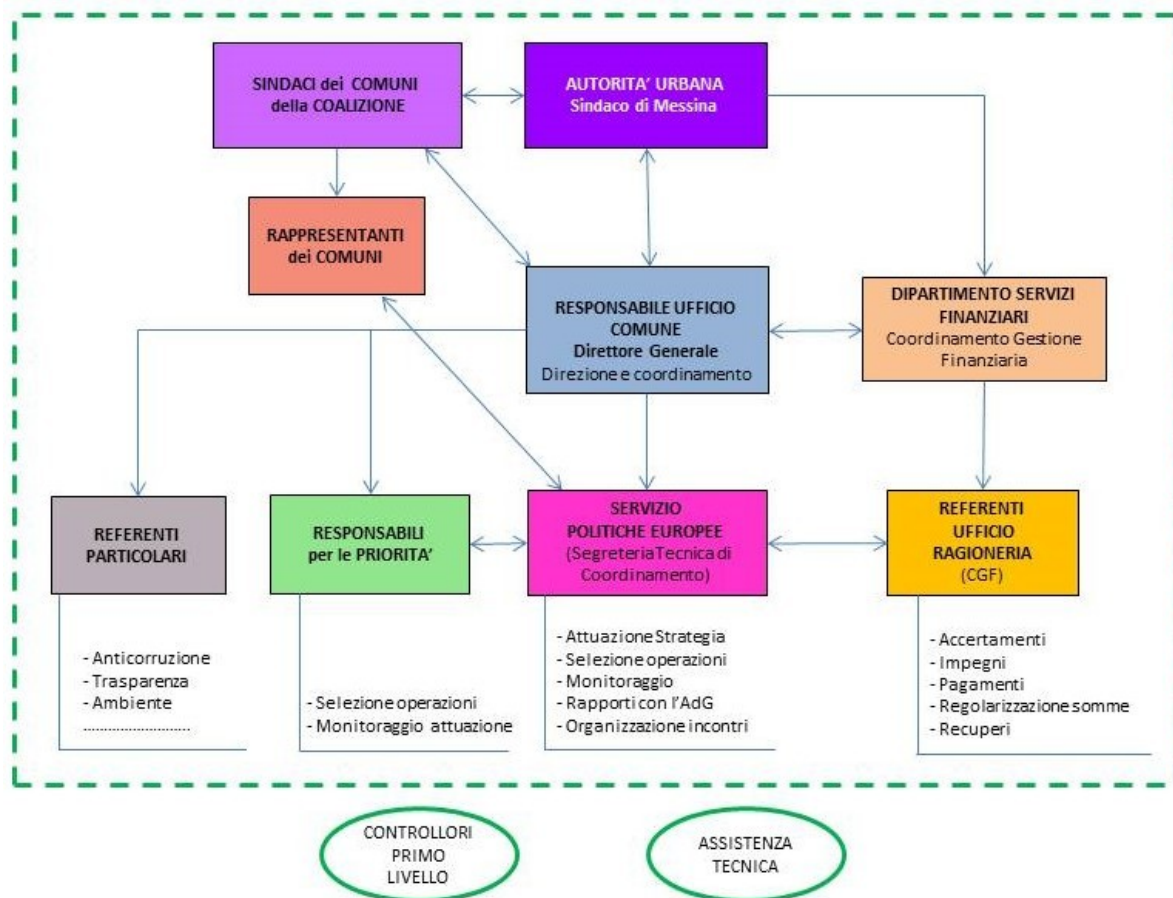 SINDACI dei COMUNI
della COALIZIONE
AUTORITA’ URBANA
Sindaco di Messina
RAPPRESENTANTI
dei COMUNI
RESPONSABILE UFFICIO
COMUNE
Direttore Generale
Direzione e coordinamento
DIPARTIMENTO SERVIZI
FINANZIARI
Coordinamento Gestione
Finanziaria
REFERENTI
PARTICOLARI
RESPONSABILI
per le PRIORITA’
SERVIZIO
POLITICHE EUROPEE
(Segreteria Tecnica di
Coordinamento)
REFERENTI
UFFICIO
RAGIONERIA
(CGF)
- Anticorruzione
- Trasparenza
- Ambiente
...........................
- Selezione operazioni
- Monitoraggio attuazione
- Attuazione Strategia
- Selezione operazioni
- Monitoraggio
- Rapporti con l’AdG
- Organizzazione incontri
- Accertamenti
- Impegni
- Pagamenti
- Regolarizzazione somme
- Recuperi
CONTROLLORI
PRIMO
LIVELLO
ASSISTENZA
TECNICA